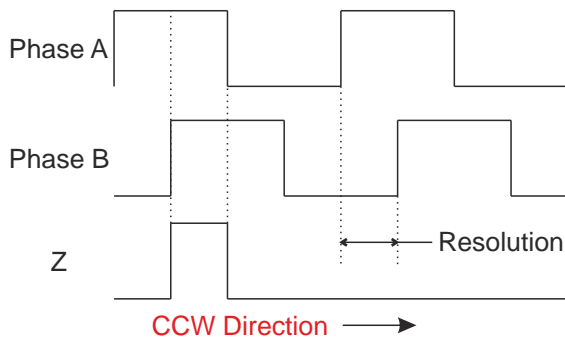 Phase A
Phase B
Resolution
Z
CCW Direction